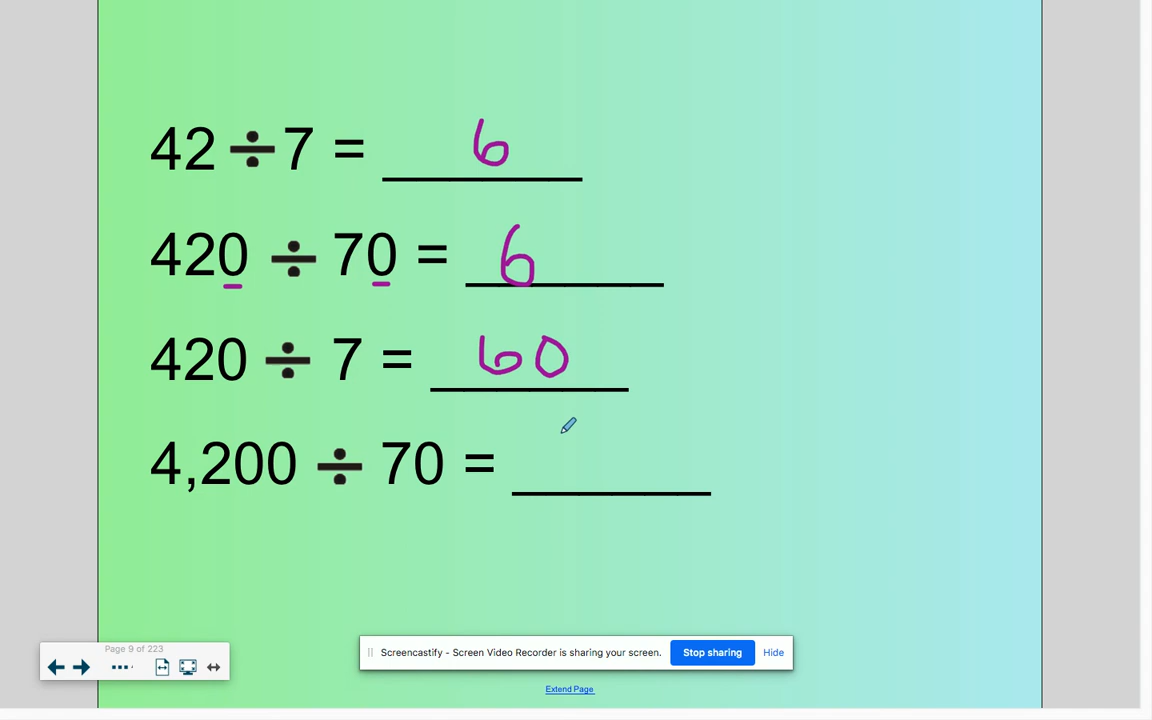 42 ÷ 7 = 6
420 ÷ 70 = 6
420 ÷ 7 = 60
4,200 ÷ 70 = ________
Page 9 of 223
Screencastify - Screen Video Recorder is sharing your screen. Stop sharing Hide
Extend Page